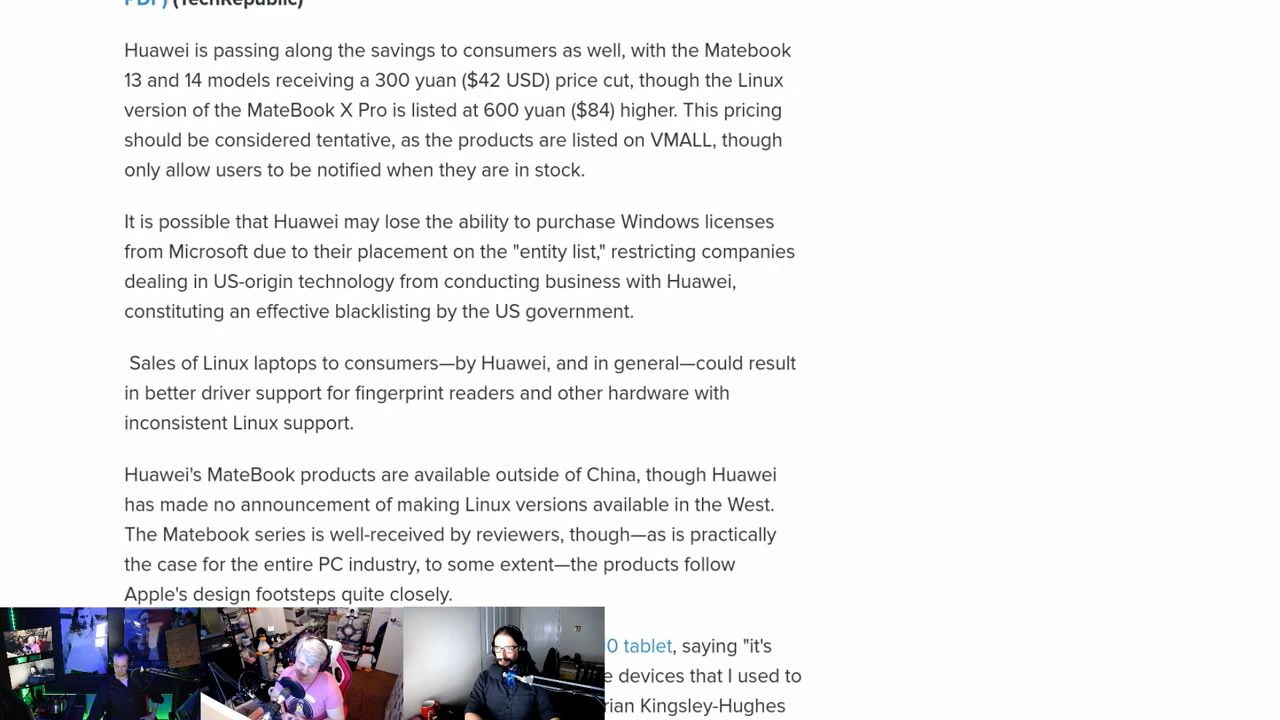 PDF) (TechRepublic)
Huawei is passing along the savings to consumers as well, with the Matebook
13 and 14 models receiving a 300 yuan ($42 USD) price cut, though the Linux
version of the MateBook X Pro is listed at 600 yuan ($84) higher. This pricing
should be considered tentative, as the products are listed on VMALL, though
only allow users to be notified when they are in stock.
It is possible that Huawei may lose the ability to purchase Windows licenses
from Microsoft due to their placement on the "entity list," restricting companies
dealing in US-origin technology from conducting business with Huawei,
constituting an effective blacklisting by the US government.
Sales of Linux laptops to consumers—by Huawei, and in general—could result
in better driver support for fingerprint readers and other hardware with
inconsistent Linux support.
Huawei's MateBook products are available outside of China, though Huawei
has made no announcement of making Linux versions available in the West.
The Matebook series is well-received by reviewers, though—as is practically
the case for the entire PC industry, to some extent—the products follow
Apple's design footsteps quite closely.
0 tablet, saying "it's
e devices that I used to
rian Kingsley-Hughes